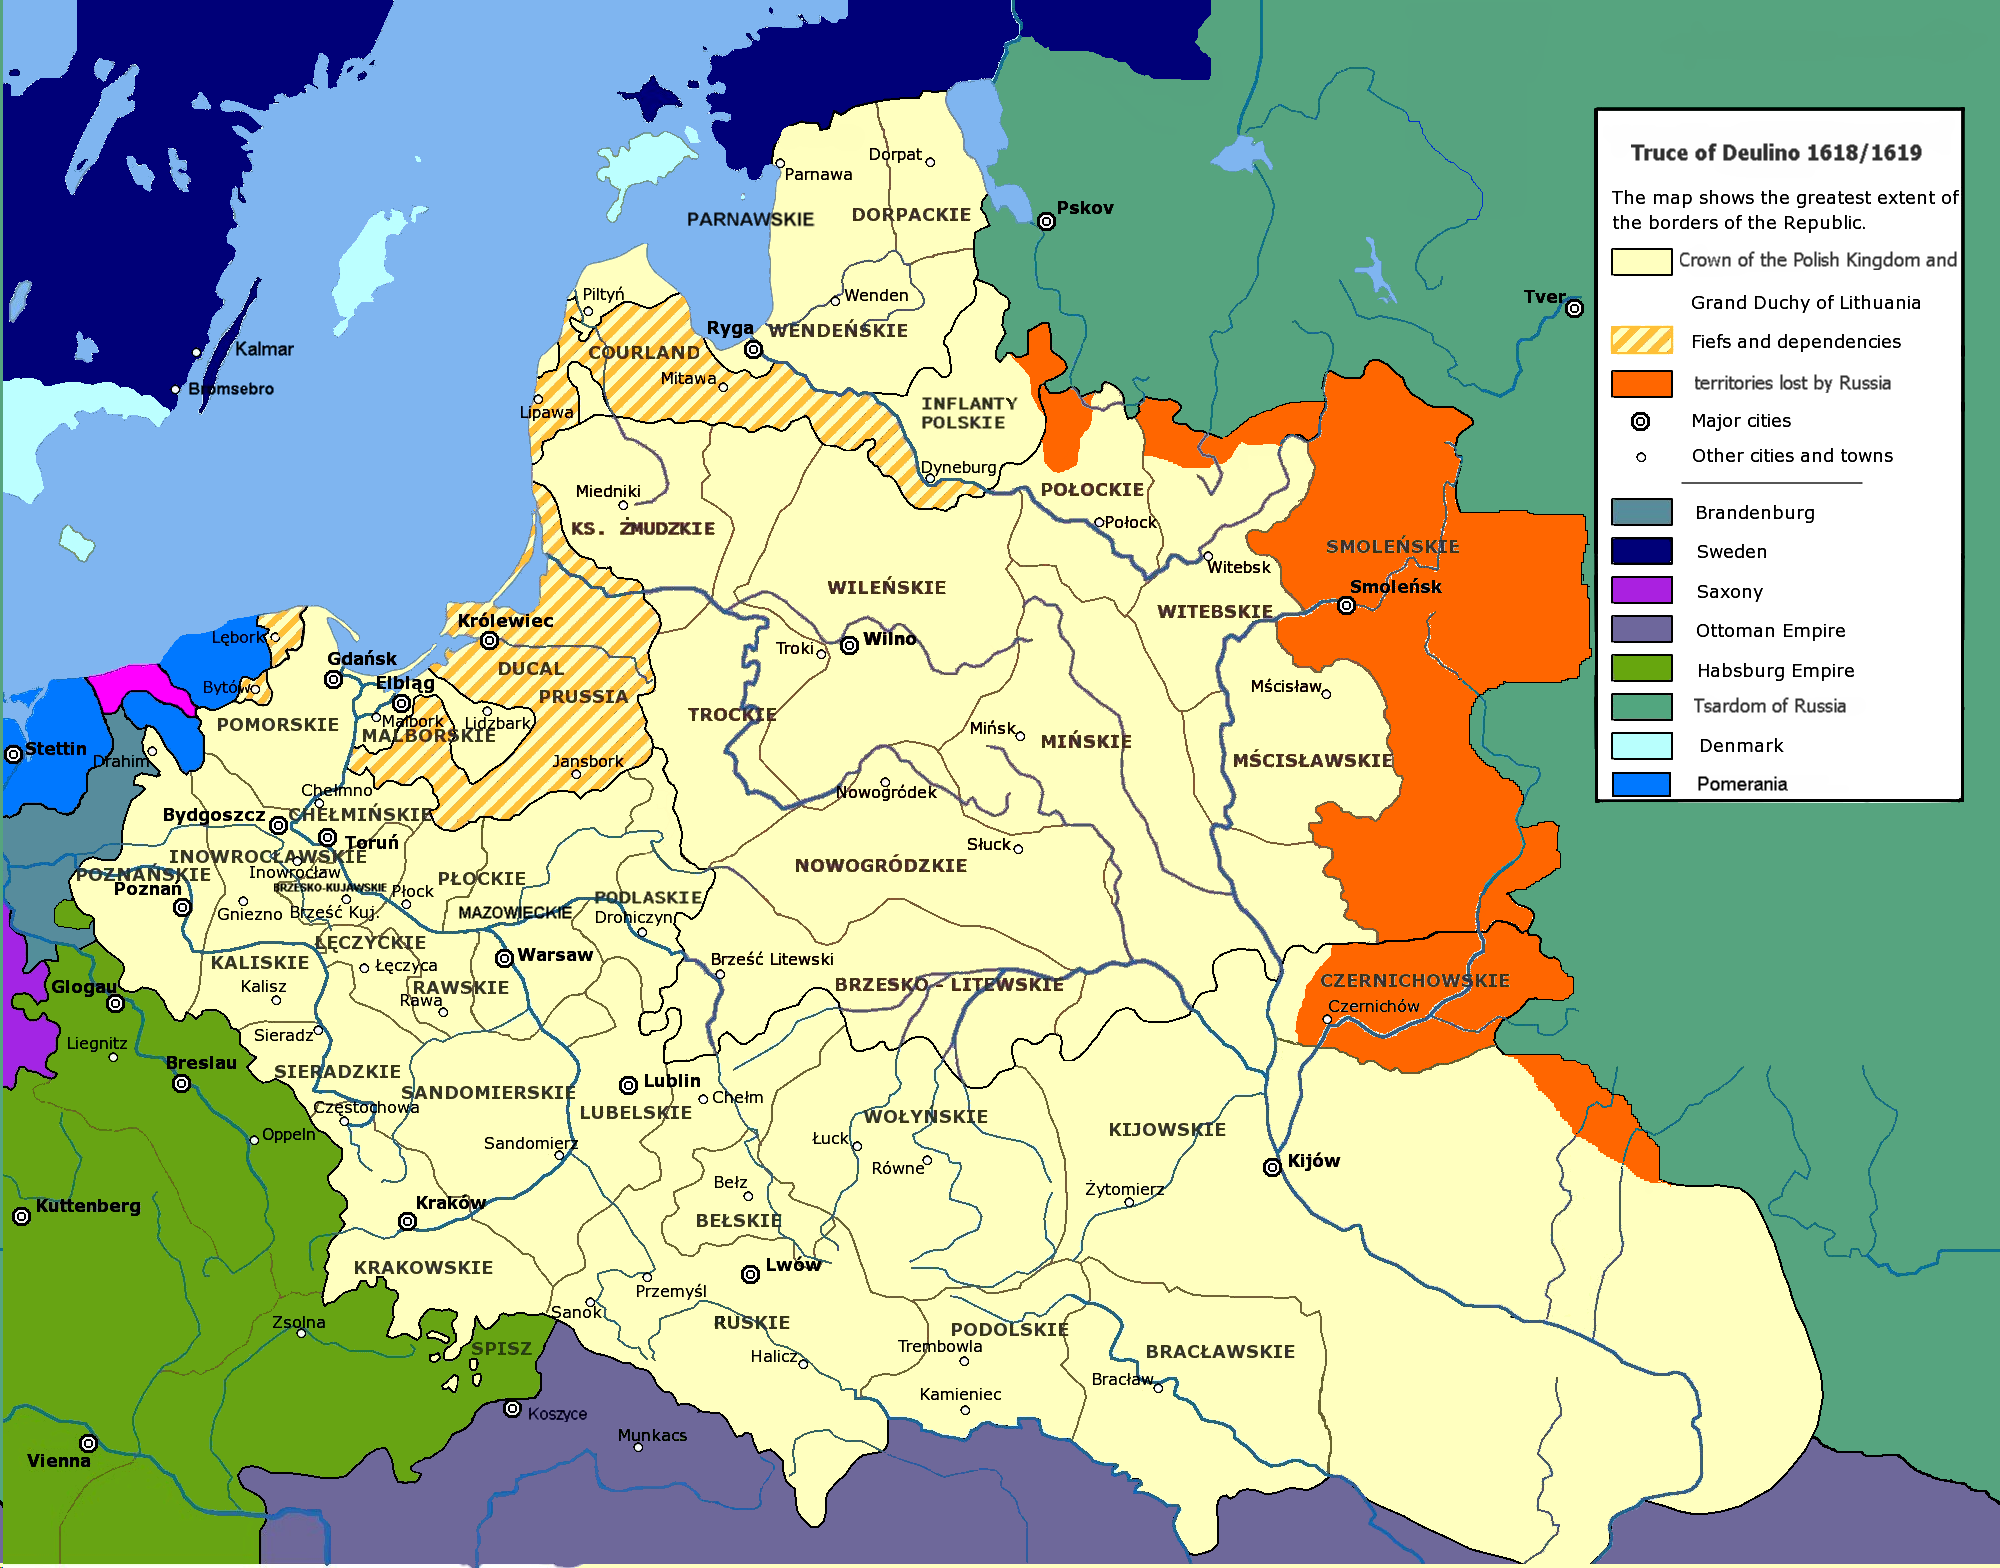 Truce of Deulino 1618/1619
The map shows the greatest extent of
the borders of the Republic.
Crown of the Polish Kingdom and
Grand Duchy of Lithuania
Fiefs and dependencies
territories lost by Russia
Major cities
Other cities and towns
Brandenburg
Sweden
Saxony
Ottoman Empire
Habsburg Empire
Tsardom of Russia
Denmark
Pomerania
Dorpat
Parnawa
PARNAWSKIE
DORPACKIE
Pskov
Piltyń
Wenden
Tver
Ryga
WENDEŃSKIE
Kalmar
COURLAND
Mitawa
Bromsebro
Lipawa
INFLANTY
POLSKIE
Dyneburg
Miedniki
POŁOCKIE
Połock
KS. ŻMUDZKIE
SMOLEŃSKIE
Witebsk
WILEŃSKIE
Smoleńsk
WITEBSKIE
Królewiec
Lębork
Wilno
Troki
Gdańsk
DUCAL
PRUSSIA
Elbląg
Bytów
Mścisław
POMORSKIE
Malbork
Lidzbark
MALBORSKIE
TROCKIE
Mińsk
MIŃSKIE
Stettin
Drahim
Jansbork
MŚCISŁAWSKIE
Chełmno
Nowogródek
Bydgoszcz
CHEŁMIŃSKIE
Toruń
Słuck
INOWROCŁAWSKIE
NOWOGRÓDZKIE
POZNAŃSKIE
Inowrocław
Poznań
BRZESKO-KUJAWSKIE
Płock
PŁOCKIE
PODLASKIE
Gniezno
Brześć Kuj.
MAZOWIECKIE
Drohiczyn
ŁĘCZYCKIE
Warsaw
KALISKIE
Łęczyca
Brześć Litewski
CZERNICHOWSKIE
Glogau
Kalisz
RAWSKIE
BRZESKO - LITEWSKIE
Rawa
Czernichów
Sieradz
Liegnitz
Breslau
SIERADZKIE
Lublin
SANDOMIERSKIE
Chełm
Częstochowa
LUBELSKIE
WOŁYNSKIE
KIJOWSKIE
Oppeln
Łuck
Sandomierz
Równe
Kijów
Bełz
Żytomierz
Kuttenberg
Kraków
BEŁSKIE
KRAKOWSKIE
Lwów
Przemyśl
Sanok
Zsolna
RUSKIE
PODOLSKIE
SPISZ
Trembowla
BRACŁAWSKIE
Halicz
Bracław
Kamieniec
Koszyce
Munkacs
Vienna